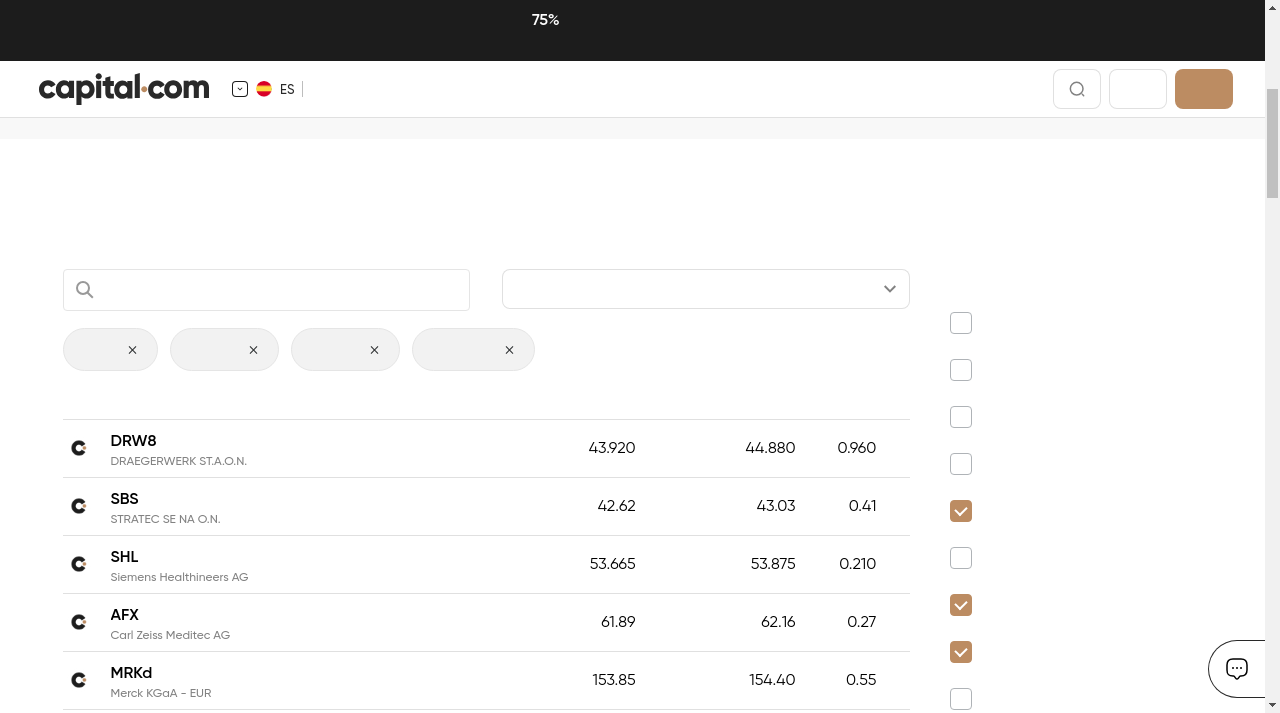 75%
capital.com
ES
DRW8
DRAEGERWERK ST.A.O.N.
43.920
44.880
0.960
SBS
STRATEC SE NA O.N.
42.62
43.03
0.41
SHL
Siemens Healthineers AG
53.665
53.875
0.210
AFX
Carl Zeiss Meditec AG
61.89
62.16
0.27
MRKd
Merck KGaA - EUR
153.85
154.40
0.55